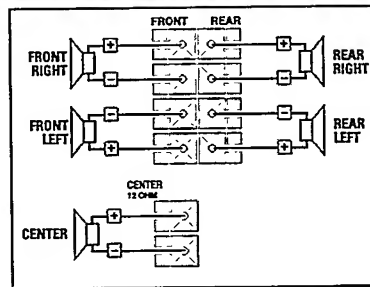 FRONT REAR
FRONT
RIGHT
+
+
REAR
RIGHT
-
-
FRONT
LEFT
-
-
REAR
LEFT
+
+
CENTER
12 OHM
CENTER
+
-